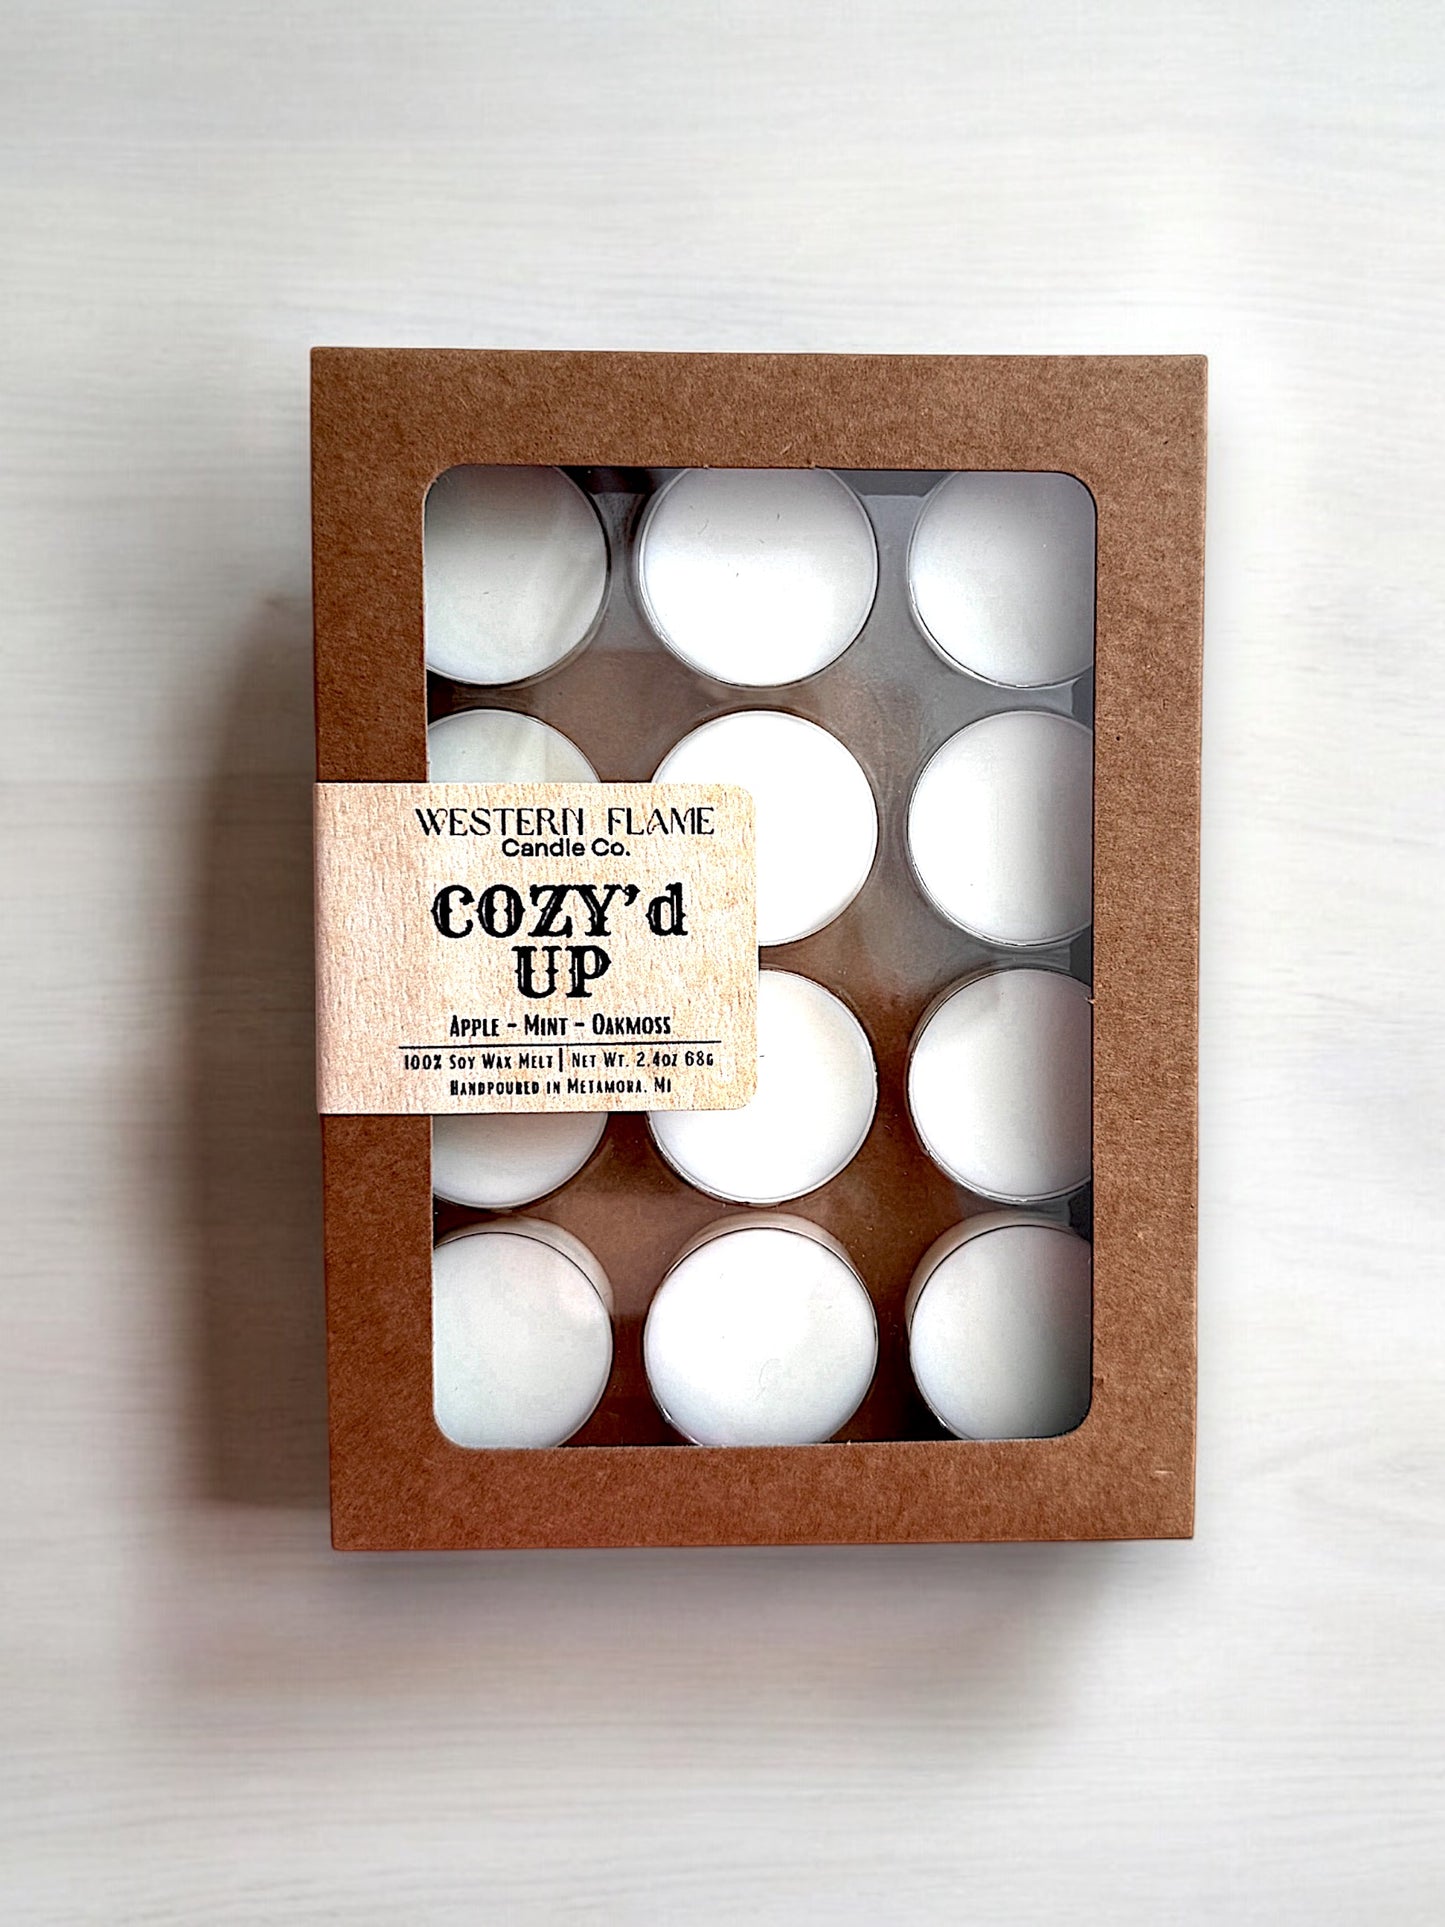 WESTERN FLAME
Candle Co.
COZY'd
UP
APPLE - MINT - OAKMOSS
100% SOY WAX MELT | NET WT. 2.4OZ 68G
HANDPOURED IN METAMORA, MI